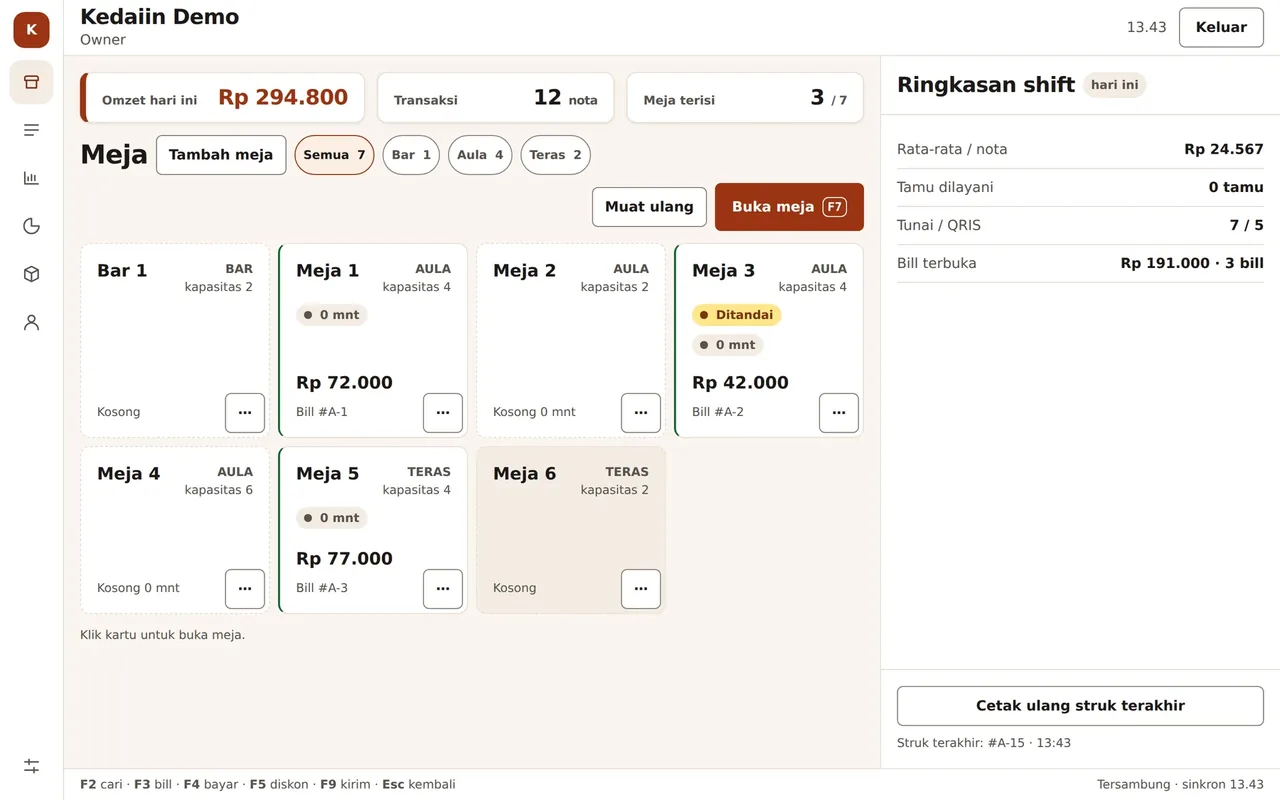 K
Kedaiin Demo
Owner
13.43
Keluar
Omzet hari ini Rp 294.800
Transaksi 12 nota
Meja terisi 3 / 7
Meja
Tambah meja
Semua 7
Bar 1
Aula 4
Teras 2
Muat ulang
Buka meja F7
Bar 1
BAR
kapasitas 2
Kosong
...
Meja 1
AULA
kapasitas 4
0 mnt
Rp 72.000
Bill #A-1
...
Meja 2
AULA
kapasitas 2
Kosong 0 mnt
...
Meja 3
AULA
kapasitas 4
Ditandai
0 mnt
Rp 42.000
Bill #A-2
...
Meja 4
AULA
kapasitas 6
Kosong 0 mnt
...
Meja 5
TERAS
kapasitas 4
0 mnt
Rp 77.000
Bill #A-3
...
Meja 6
TERAS
kapasitas 2
Kosong
...
Klik kartu untuk buka meja.
Ringkasan shift hari ini
Rata-rata / nota Rp 24.567
Tamu dilayani 0 tamu
Tunai / QRIS 7 / 5
Bill terbuka Rp 191.000 · 3 bill
Cetak ulang struk terakhir
Struk terakhir: #A-15 · 13:43
F2 cari · F3 bill · F4 bayar · F5 diskon · F9 kirim · Esc kembali
Tersambung · sinkron 13.43